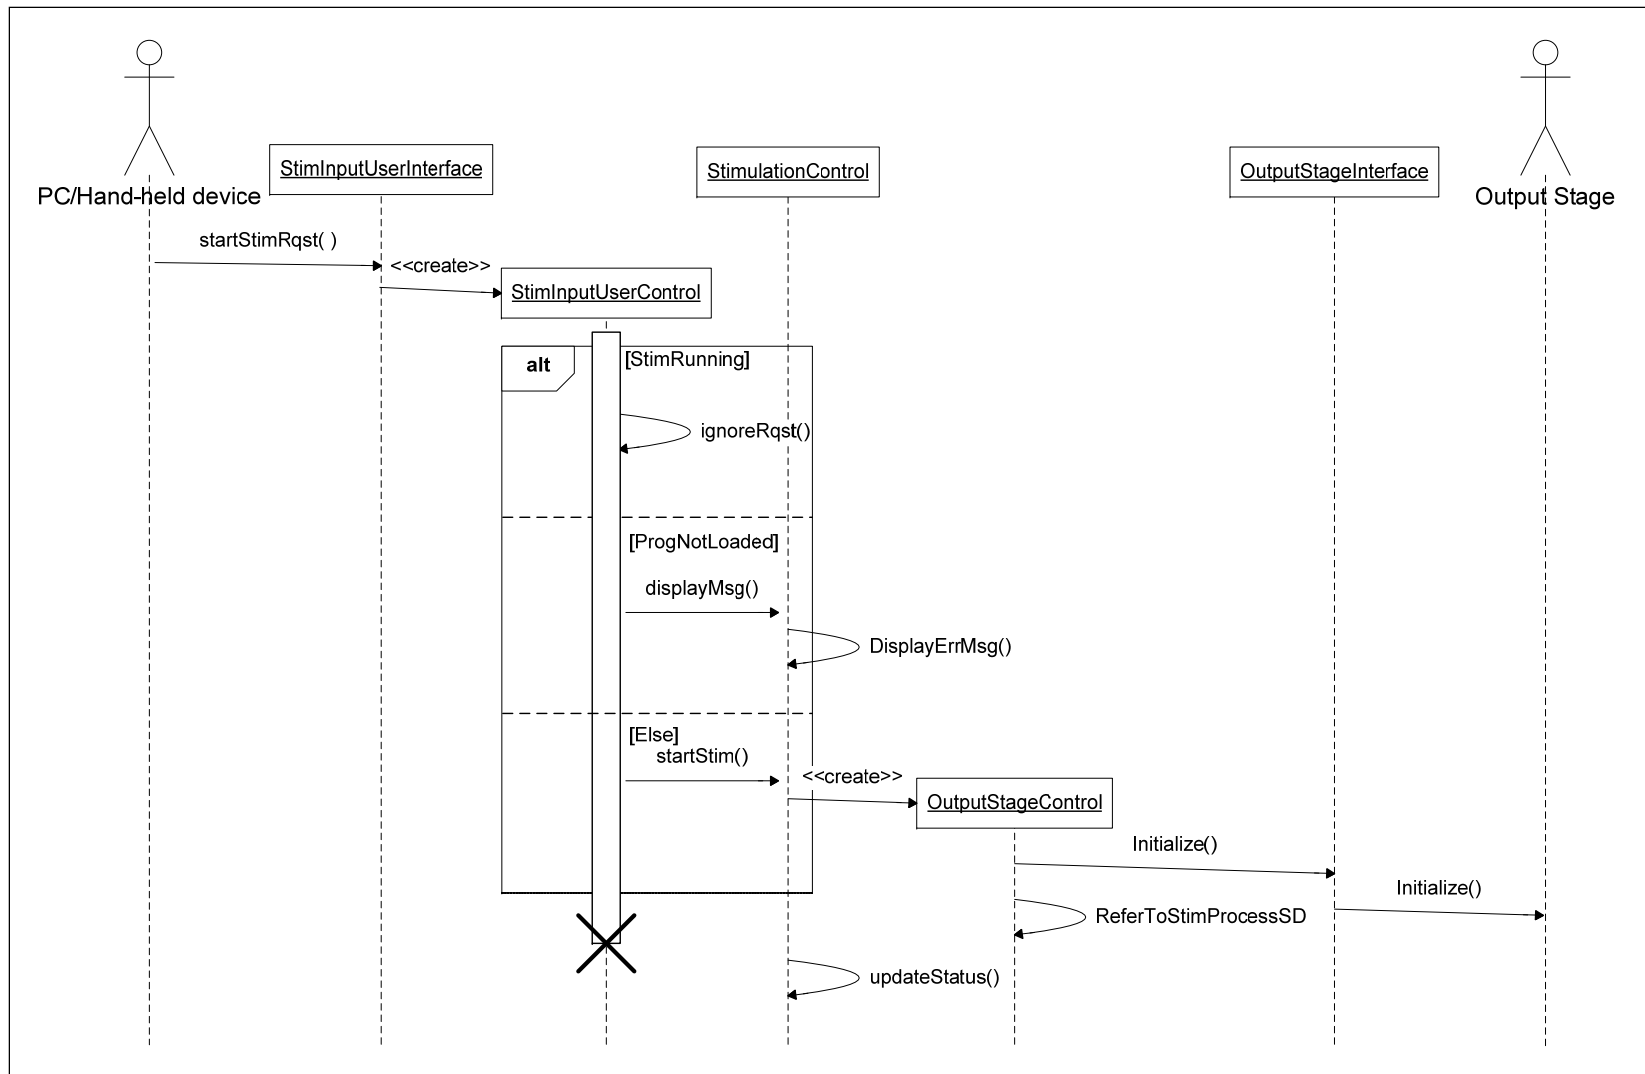 StimInputUserInterface
StimulationControl
OutputStageInterface
PC/Hand-held device
Output Stage
startStimRqst( )
<<create>>
StimInputUserControl
alt
[StimRunning]
ignoreRqst()
[ProgNotLoaded]
displayMsg()
DisplayErrMsg()
[Else]
startStim()
<<create>>
OutputStageControl
Initialize()
Initialize()
ReferToStimProcessSD
updateStatus()